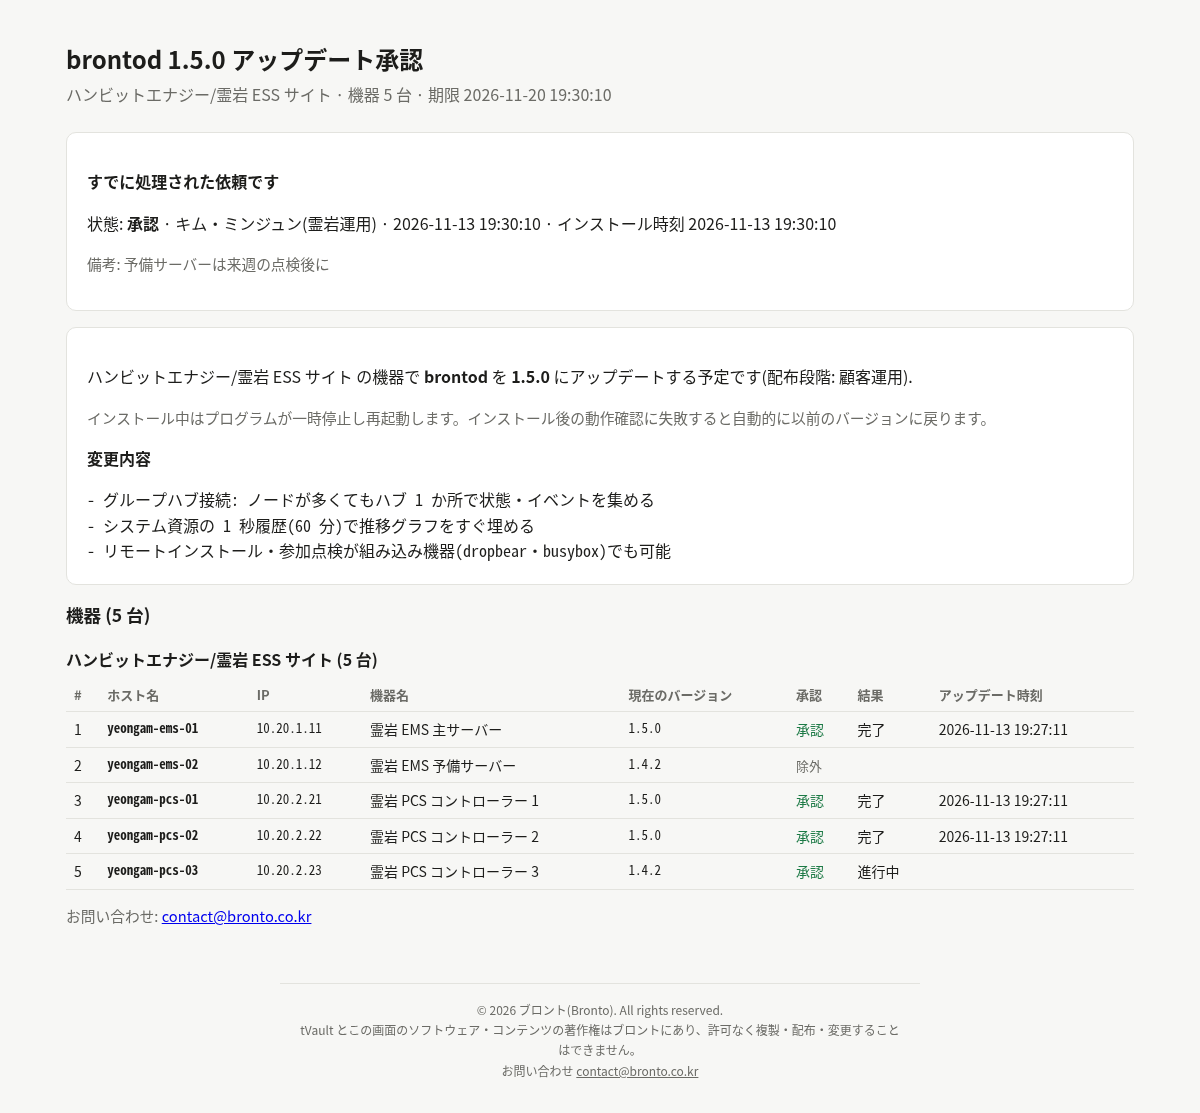 brontod 1.5.0 アップデート承認
ハンビットエナジー/霊岩 ESS サイト · 機器 5 台 · 期限 2026-11-20 19:30:10
すでに処理された依頼です
状態: 承認 · キム・ミンジュン(霊岩運用) · 2026-11-13 19:30:10 · インストール時刻 2026-11-13 19:30:10
備考: 予備サーバーは来週の点検後に
ハンビットエナジー/霊岩 ESS サイト の機器で brontod を 1.5.0 にアップデートする予定です(配布段階: 顧客運用).
インストール中はプログラムが一時停止し再起動します。インストール後の動作確認に失敗すると自動的に以前のバージョンに戻ります。
変更内容
- グループハブ接続: ノードが多くてもハブ 1 か所で状態・イベントを集める
- システム資源の 1 秒履歴(60 分)で推移グラフをすぐ埋める
- リモートインストール・参加点検が組み込み機器(dropbear・busybox)でも可能
機器 (5 台)
ハンビットエナジー/霊岩 ESS サイト (5 台)
# ホスト名 IP 機器名 現在のバージョン 承認 結果 アップデート時刻
1 yeongam-ems-01 10.20.1.11 霊岩 EMS 主サーバー 1.5.0 承認 完了 2026-11-13 19:27:11
2 yeongam-ems-02 10.20.1.12 霊岩 EMS 予備サーバー 1.4.2 除外
3 yeongam-pcs-01 10.20.2.21 霊岩 PCS コントローラー 1 1.5.0 承認 完了 2026-11-13 19:27:11
4 yeongam-pcs-02 10.20.2.22 霊岩 PCS コントローラー 2 1.5.0 承認 完了 2026-11-13 19:27:11
5 yeongam-pcs-03 10.20.2.23 霊岩 PCS コントローラー 3 1.4.2 承認 進行中
お問い合わせ: contact@bronto.co.kr
© 2026 ブロント(Bronto). All rights reserved.
tVault とこの画面のソフトウェア・コンテンツの著作権はブロントにあり、許可なく複製・配布・変更すること
はできません。
お問い合わせ contact@bronto.co.kr